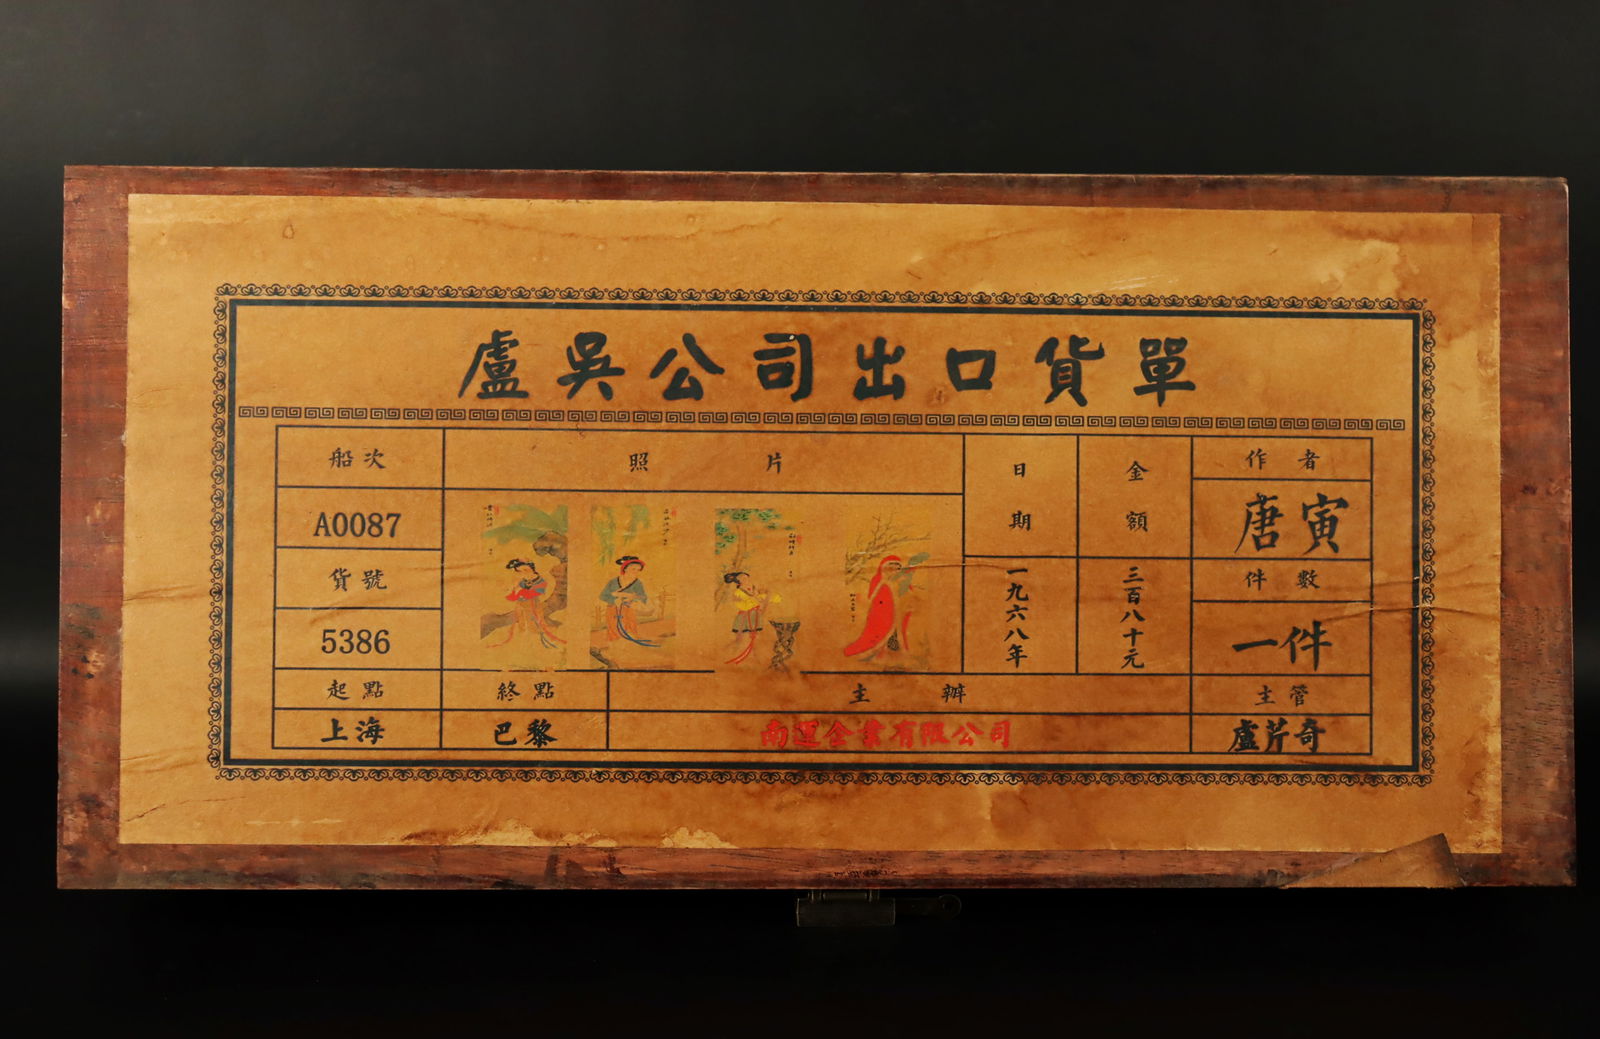 盧吳公司出口貨單
船次
照片
日期
金額
作者
A0087
唐寅
貨號
一九六八年
三百八十元
件數
5386
一件
起點
終點
主辦
主管
上海
巴黎
南運企業有限公司
盧芹奇